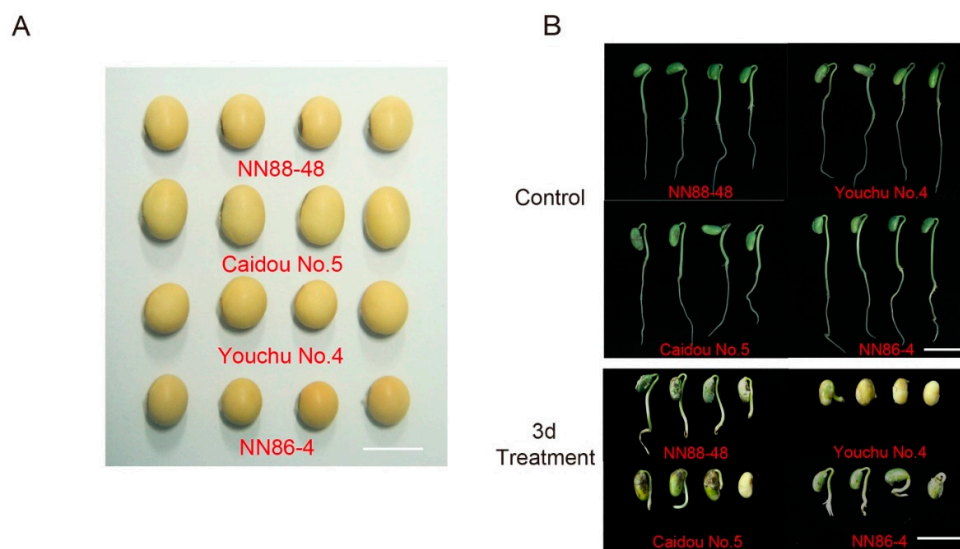 A
NN88-48
Caidou No.5
Youchu No.4
NN86-4
B
Control
NN88-48
Youchu No.4
Caidou No.5
NN86-4
3d
Treatment
NN88-48
Youchu No.4
Caidou No.5
NN86-4